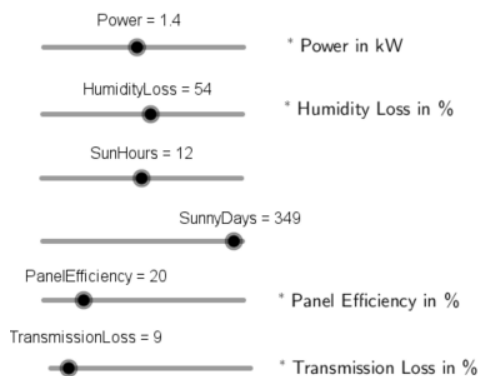 Power = 1.4
* Power in kW
HumidityLoss = 54
* Humidity Loss in %
SunHours = 12
SunnyDays = 349
PanelEfficiency = 20
* Panel Efficiency in %
TransmissionLoss = 9
* Transmission Loss in %